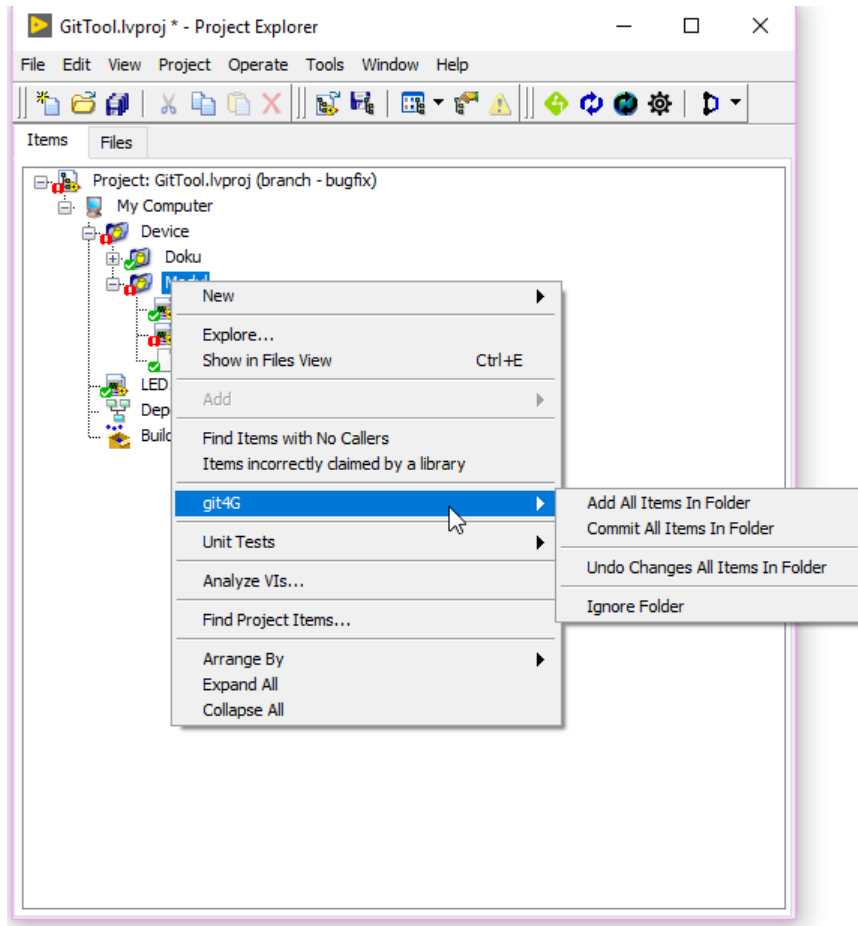 GitTool.lvproj * - Project Explorer
File Edit View Project Operate Tools Window Help
Items Files
Project: GitTool.lvproj (branch - bugfix)
My Computer
Device
Doku
New
Explore...
Show in Files View Ctrl+E
LED
Add
Dep
Build
Find Items with No Callers
Items incorrectly claimed by a library
git4G
Add All Items In Folder
Commit All Items In Folder
Undo Changes All Items In Folder
Ignore Folder
Unit Tests
Analyze VIs...
Find Project Items...
Arrange By
Expand All
Collapse All